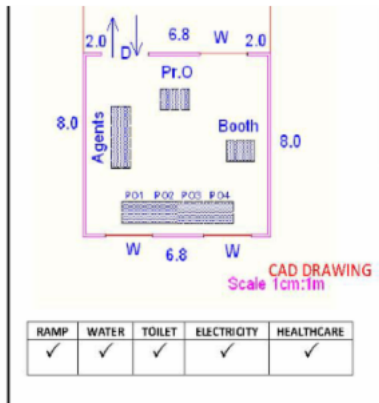 2.0 6.8 W 2.0
D
Pr.O
8.0 Agents Booth 8.0
PO1 PO2 PO3 PO4
W 6.8 W
CAD DRAWING
Scale 1cm:1m
RAMP WATER TOILET ELECTRICITY HEALTHCARE
✓ ✓ ✓ ✓ ✓